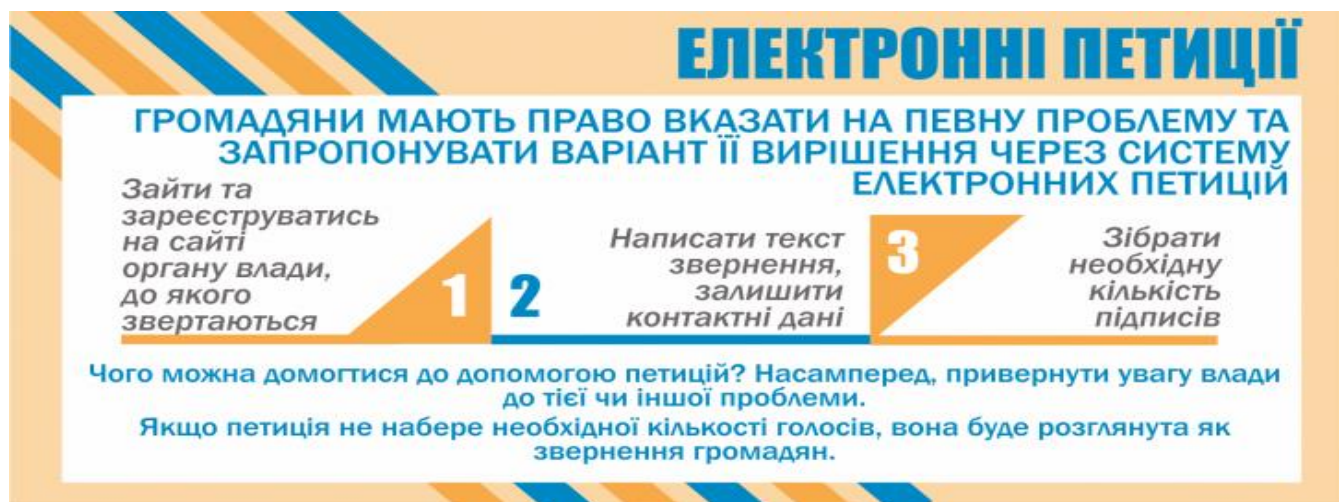 ЕЛЕКТРОННІ ПЕТИЦІЇ
ГРОМАДЯНИ МАЮТЬ ПРАВО ВКАЗАТИ НА ПЕВНУ ПРОБЛЕМУ ТА
ЗАПРОПОНУВАТИ ВАРІАНТ ЇЇ ВИРІШЕННЯ ЧЕРЕЗ СИСТЕМУ
ЕЛЕКТРОННИХ ПЕТИЦІЙ
Зайти та
зареєструватись
на сайті
органу влади,
до якого
звертаються
1
2
Написати текст
звернення,
залишити
контактні дані
3
Зібрати
необхідну
кількість
підписів
Чого можна домогтися до допомогою петицій? Насамперед, привернути увагу влади
до тієї чи іншої проблеми.
Якщо петиція не набере необхідної кількості голосів, вона буде розглянута як
звернення громадян.